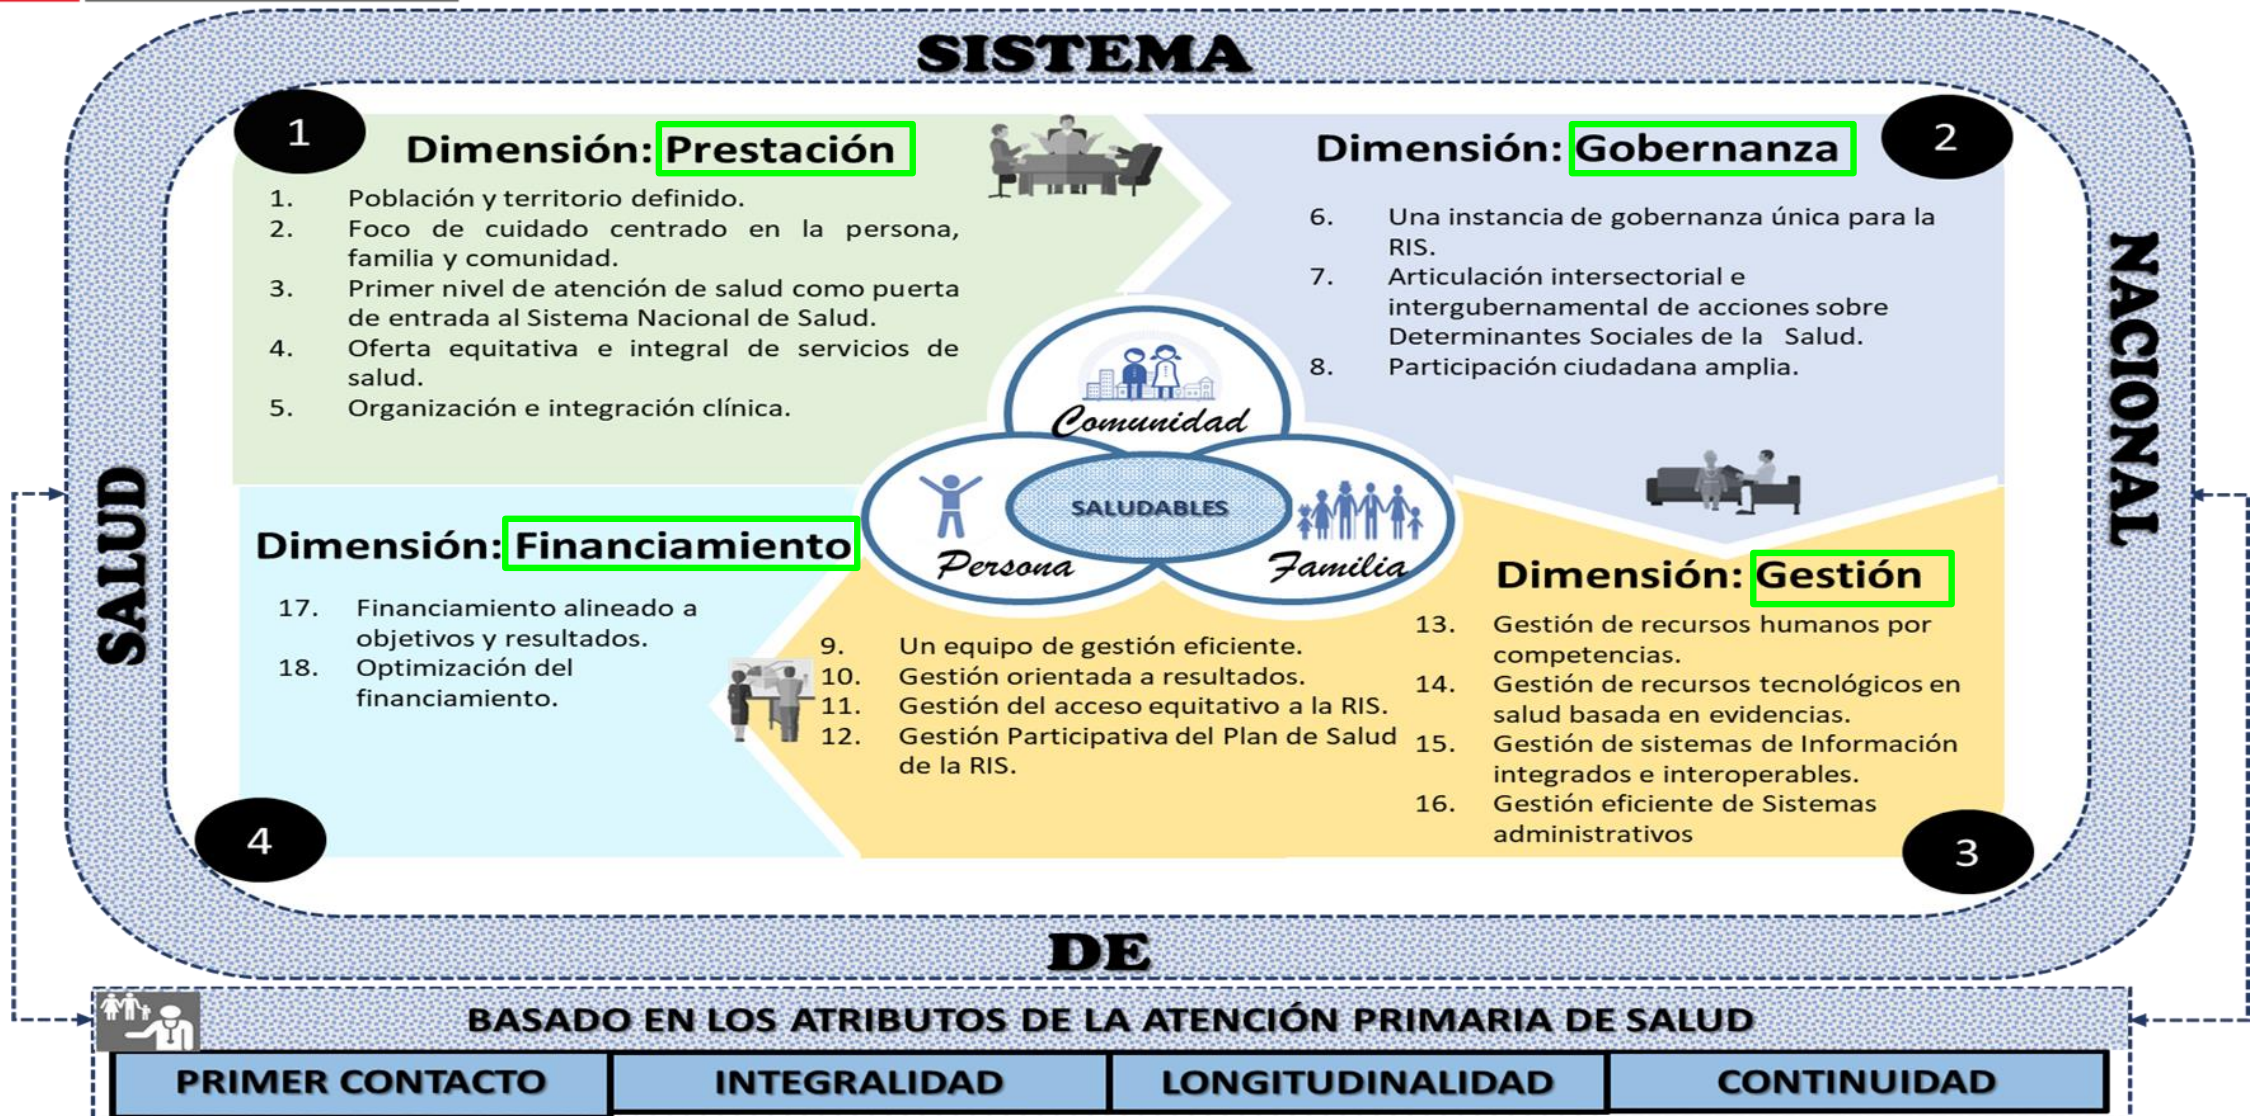 SISTEMA
1
Dimensión: Prestación
1. Población y territorio definido.
2. Foco de cuidado centrado en la persona,
familia y comunidad.
3. Primer nivel de atención de salud como puerta
de entrada al Sistema Nacional de Salud.
4. Oferta equitativa e integral de servicios de
salud.
5. Organización e integración clínica.
Dimensión: Gobernanza
2
6. Una instancia de gobernanza única para la
RIS.
7. Articulación intersectorial e
intergubernamental de acciones sobre
Determinantes Sociales de la Salud.
8. Participación ciudadana amplia.
NACIONAL
Comunidad
SALUDABLES
Persona
Familia
Dimensión: Gestión
9. Un equipo de gestión eficiente.
10. Gestión orientada a resultados.
11. Gestión del acceso equitativo a la RIS.
12. Gestión Participativa del Plan de Salud
de la RIS.
13. Gestión de recursos humanos por
competencias.
14. Gestión de recursos tecnológicos en
salud basada en evidencias.
15. Gestión de sistemas de Información
integrados e interoperables.
16. Gestión eficiente de Sistemas
administrativos
3
Dimensión: Financiamiento
17. Financiamiento alineado a
objetivos y resultados.
18. Optimización del
financiamiento.
4
DE
SALUD
BASADO EN LOS ATRIBUTOS DE LA ATENCIÓN PRIMARIA DE SALUD
PRIMER CONTACTO
INTEGRALIDAD
LONGITUDINALIDAD
CONTINUIDAD